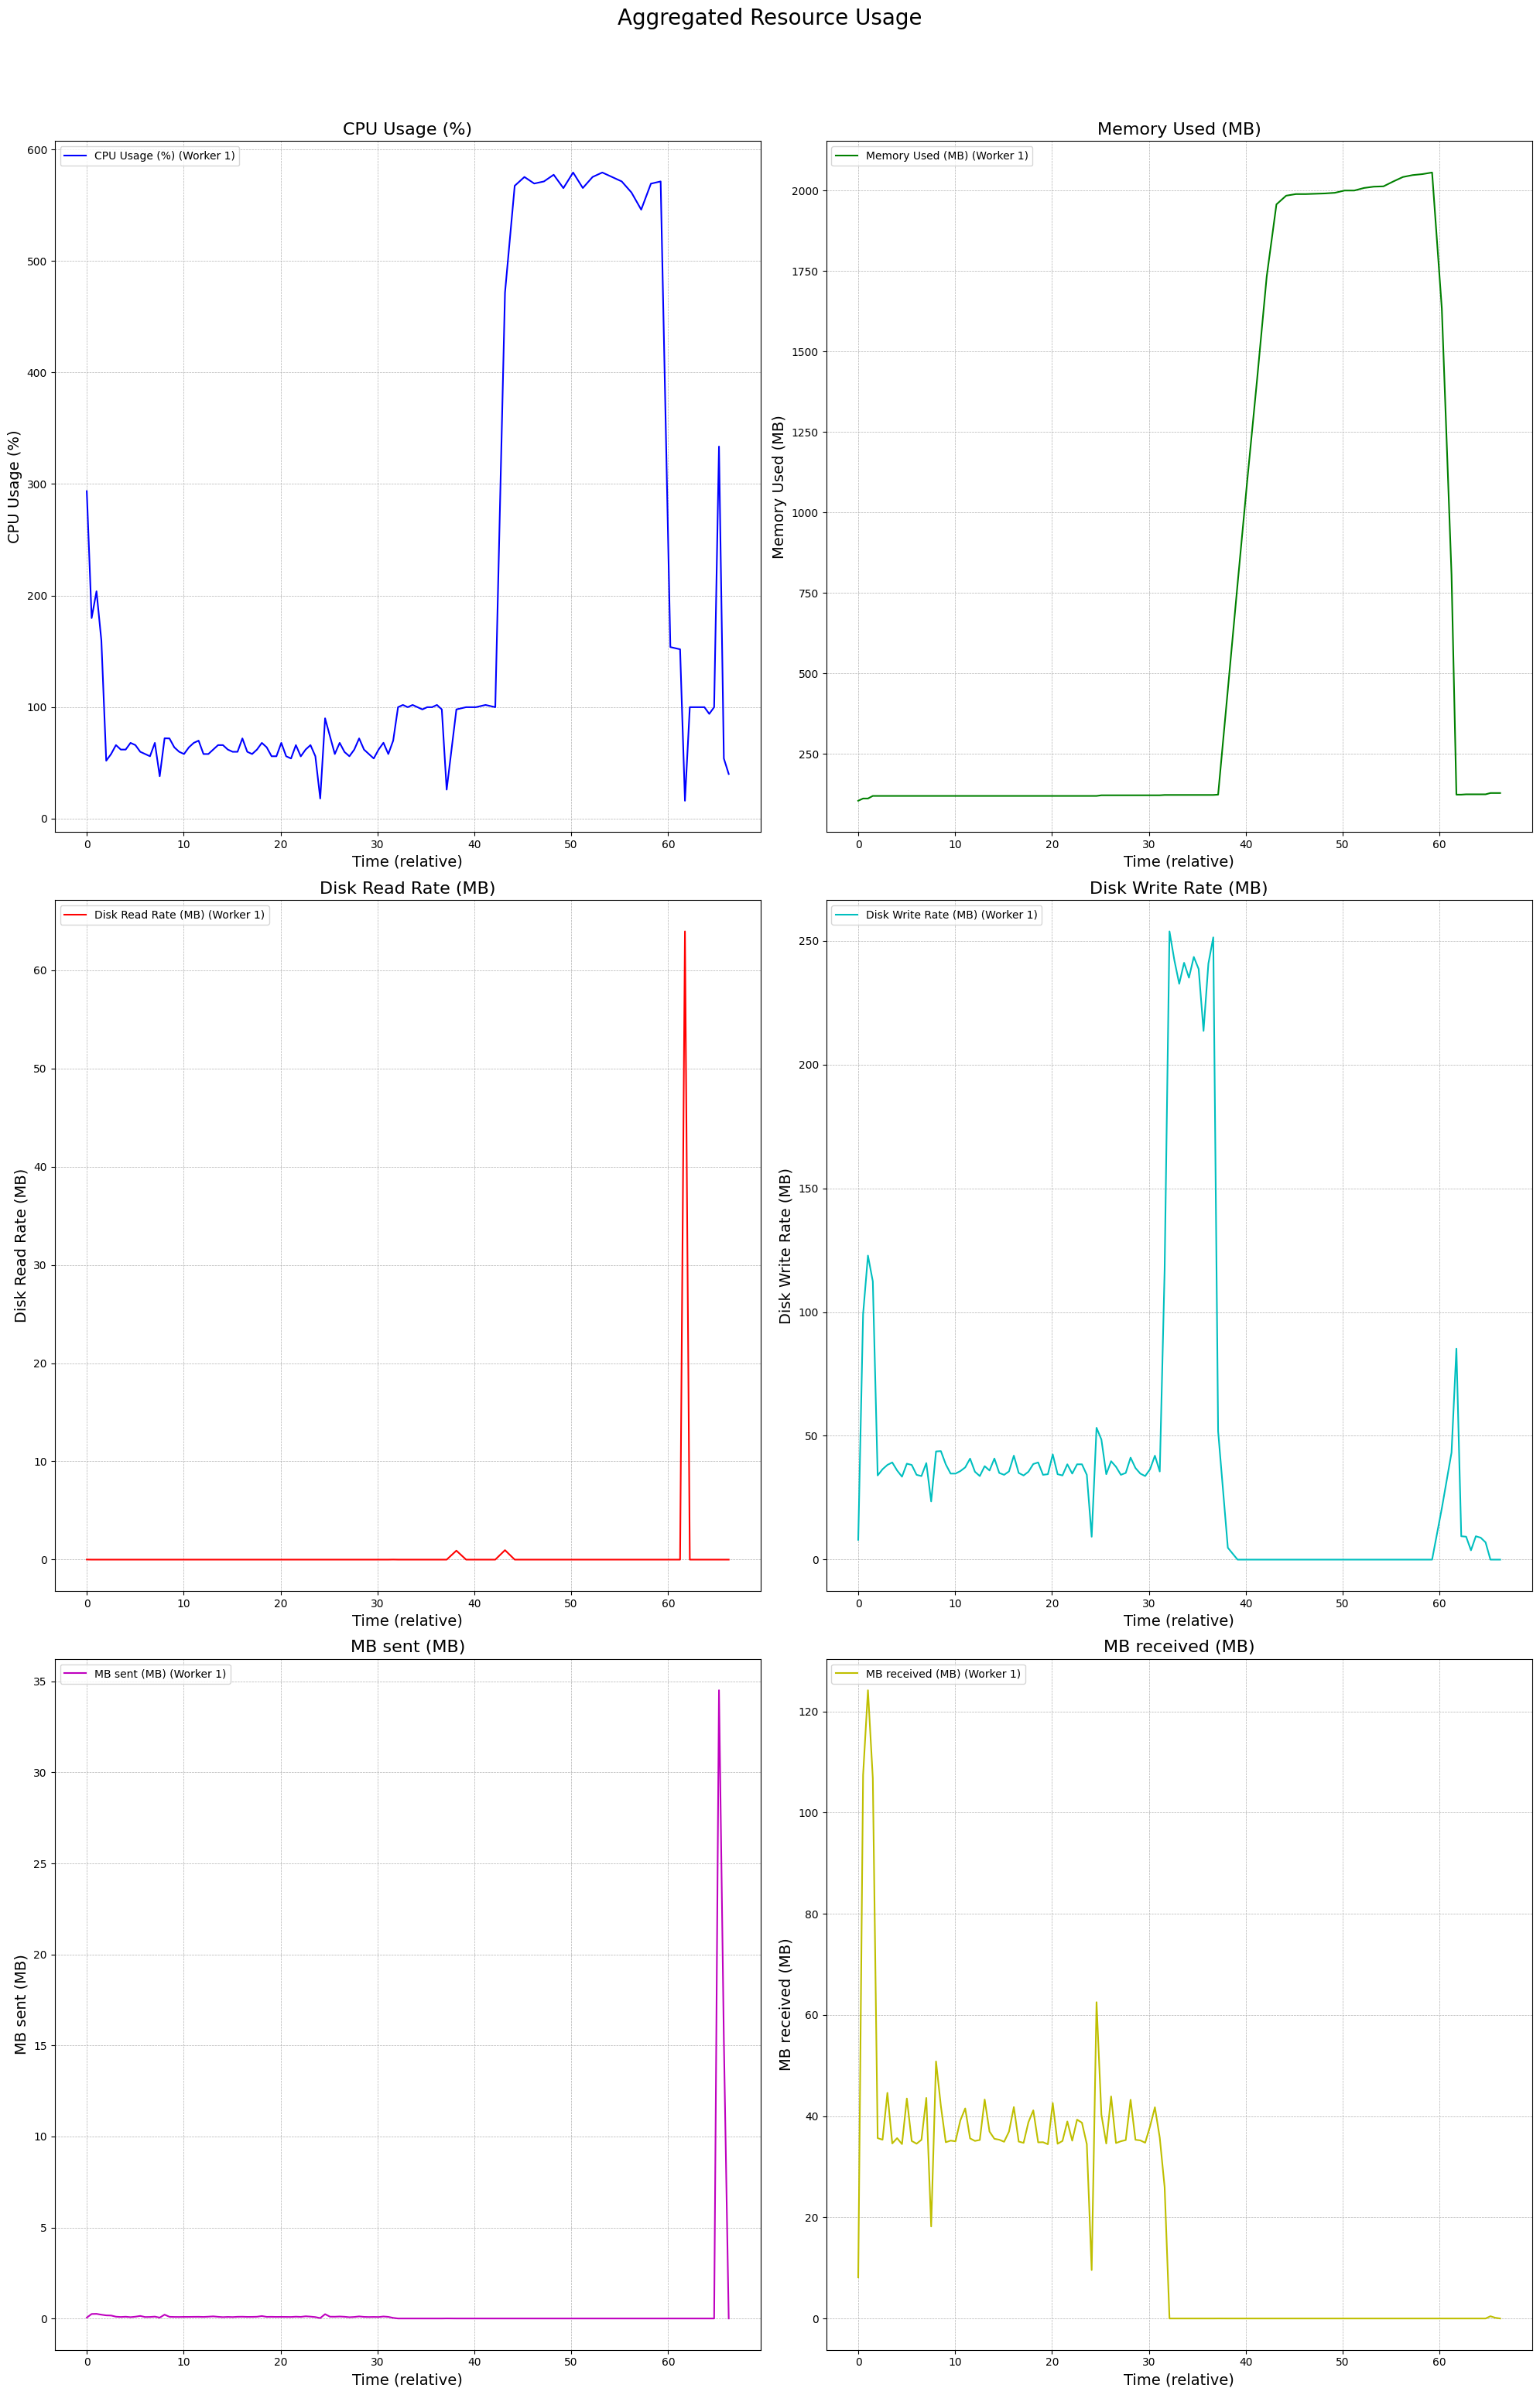 Aggregated Resource Usage
CPU Usage (%)
CPU Usage (%) (Worker 1)
CPU Usage (%)
600
500
400
300
200
100
0
0 10 20 30 40 50 60
Time (relative)
Memory Used (MB)
Memory Used (MB) (Worker 1)
Memory Used (MB)
2000
1750
1500
1250
1000
750
500
250
0 10 20 30 40 50 60
Time (relative)
Disk Read Rate (MB)
Disk Read Rate (MB) (Worker 1)
Disk Read Rate (MB)
60
50
40
30
20
10
0
0 10 20 30 40 50 60
Time (relative)
Disk Write Rate (MB)
Disk Write Rate (MB) (Worker 1)
Disk Write Rate (MB)
250
200
150
100
50
0
0 10 20 30 40 50 60
Time (relative)
MB sent (MB)
MB sent (MB) (Worker 1)
MB sent (MB)
35
30
25
20
15
10
5
0
0 10 20 30 40 50 60
Time (relative)
MB received (MB)
MB received (MB) (Worker 1)
MB received (MB)
120
100
80
60
40
20
0
0 10 20 30 40 50 60
Time (relative)